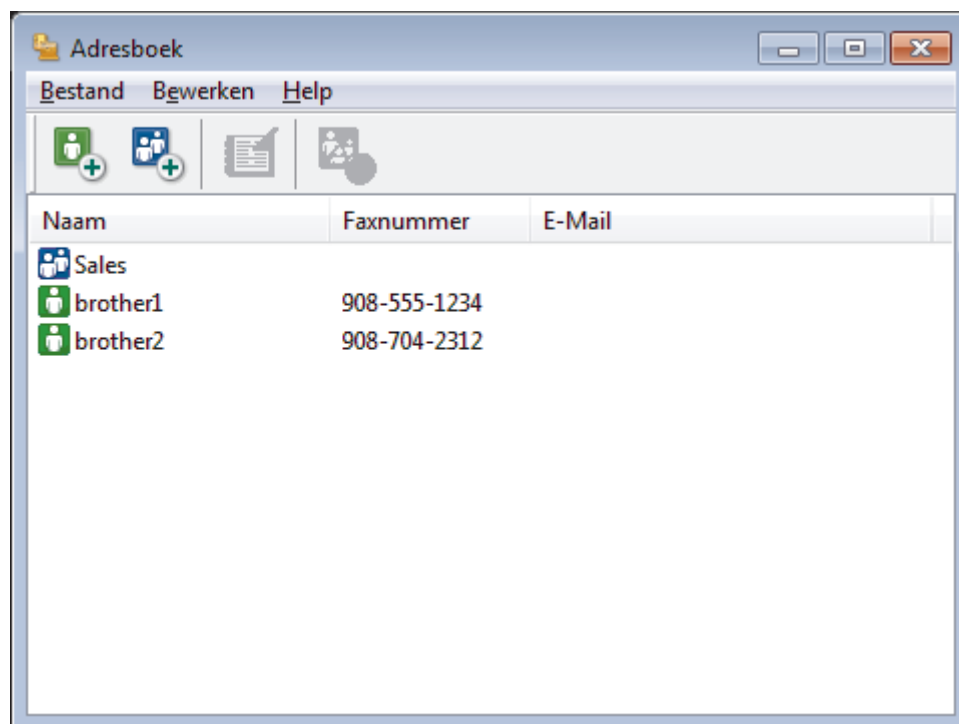 Adresboek
Bestand Bewerken Help
Naam Faxnummer E-Mail
Sales
brother1 908-555-1234
brother2 908-704-2312